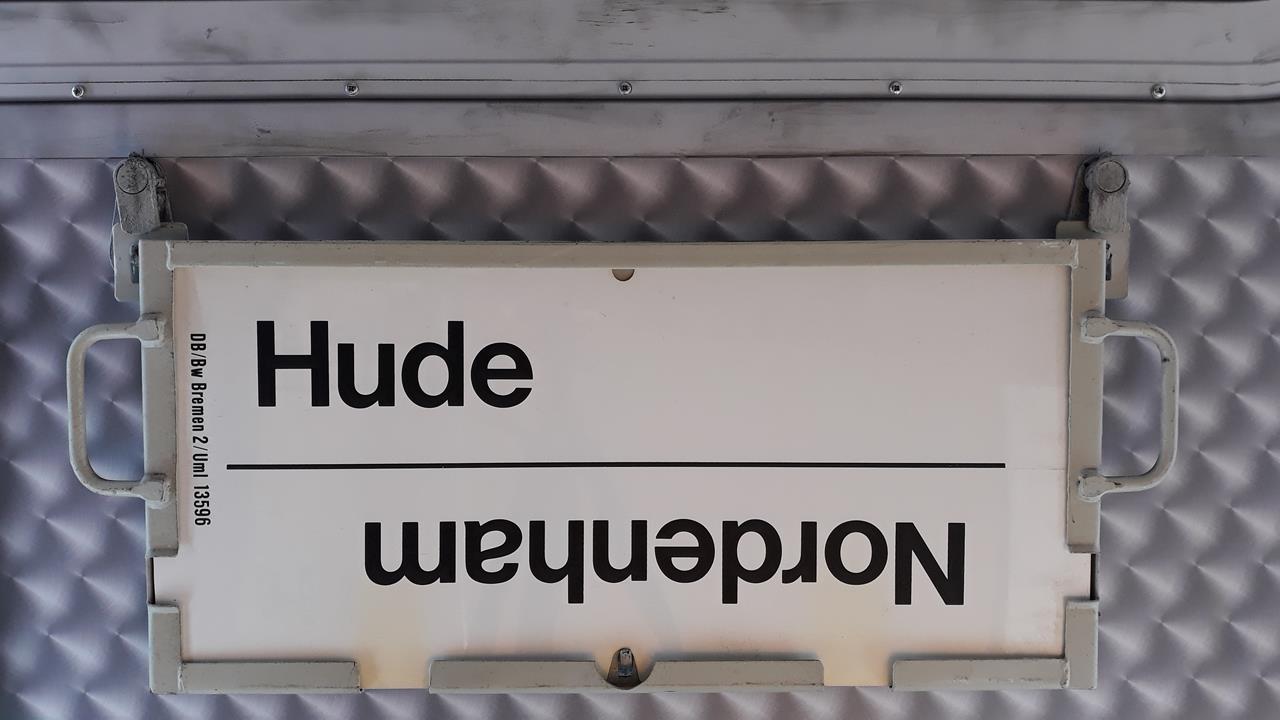 Hude
Nordenham
DB/Bw Bremen 2/Uml 13596